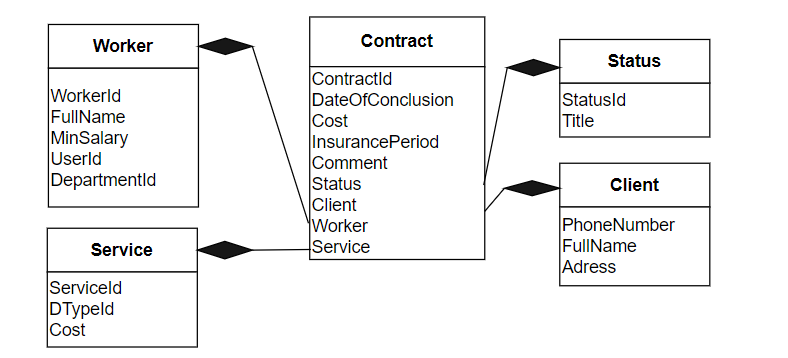 Worker
WorkerId
FullName
MinSalary
UserId
DepartmentId
Service
ServiceId
DTypeId
Cost
Contract
ContractId
DateOfConclusion
Cost
InsurancePeriod
Comment
Status
Client
Worker
Service
Status
StatusId
Title
Client
PhoneNumber
FullName
Adress